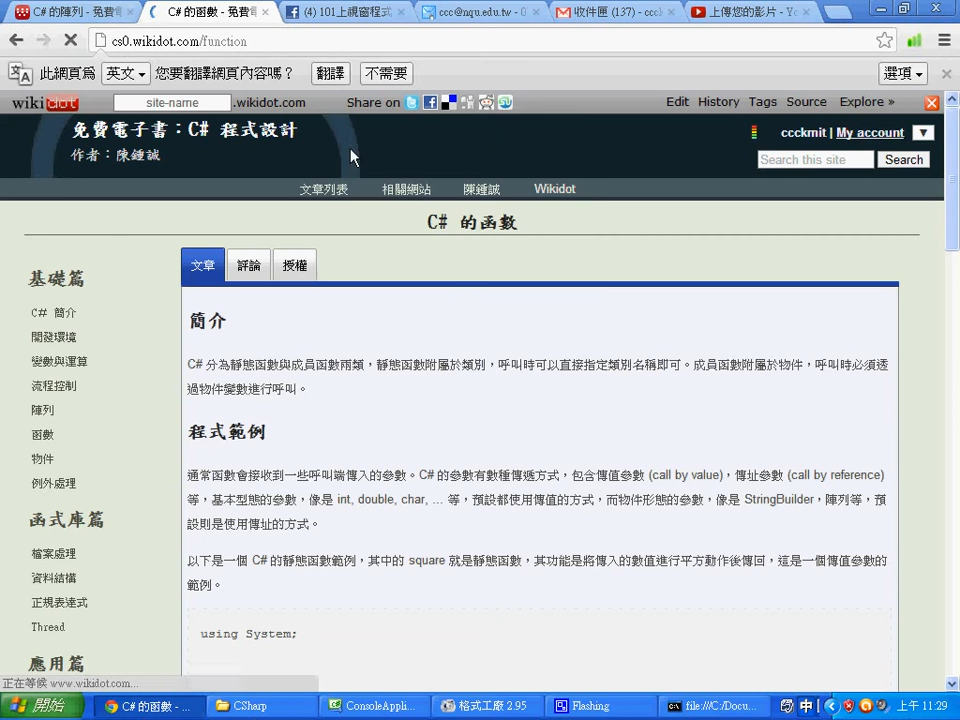 C# 的陣列 - 免費電
C# 的函數 - 免費電
(4) 101上視窗程式
ccc@nqu.edu.tw - 0
收件匣 (137) - ccck
上傳您的影片 - Yo
cs0.wikidot.com/function
此網頁為 英文 您要翻譯網頁內容嗎？ 翻譯 不需要 選項
wikidot site-name .wikidot.com Share on Edit History Tags Source Explore »
免費電子書：C# 程式設計
作者：陳鍾誠
ccckmit | My account
Search this site Search
文章列表 相關網站 陳鍾誠 Wikidot
C# 的函數
基礎篇
C# 簡介
開發環境
變數與運算
流程控制
陣列
函數
物件
例外處理
函式庫篇
檔案處理
資料結構
正規表達式
Thread
應用篇
文章 評論 授權
簡介
C# 分為靜態函數與成員函數兩類，靜態函數附屬於類別，呼叫時可以直接指定類別名稱即可。成員函數附屬於物件，呼叫時必須透
過物件變數進行呼叫。
程式範例
通常函數會接收到一些呼叫端傳入的參數。C# 的參數有數種傳遞方式，包含傳值參數 (call by value)，傳址參數 (call by reference)
等，基本型態的參數，像是 int, double, char, ... 等，預設都使用傳值的方式，而物件形態的參數，像是 StringBuilder，陣列等，預
設則是使用傳址的方式。
以下是一個 C# 的靜態函數範例，其中的 square 就是靜態函數，其功能是將傳入的數值進行平方動作後傳回，這是一個傳值參數的
範例。
using System;
正在等候 www.wikidot.com...
開始 C# 的函數 - ... CSharp ConsoleAppli... 格式工廠 2.95 Flashing file:///C:/Docu... 中 上午 11:29